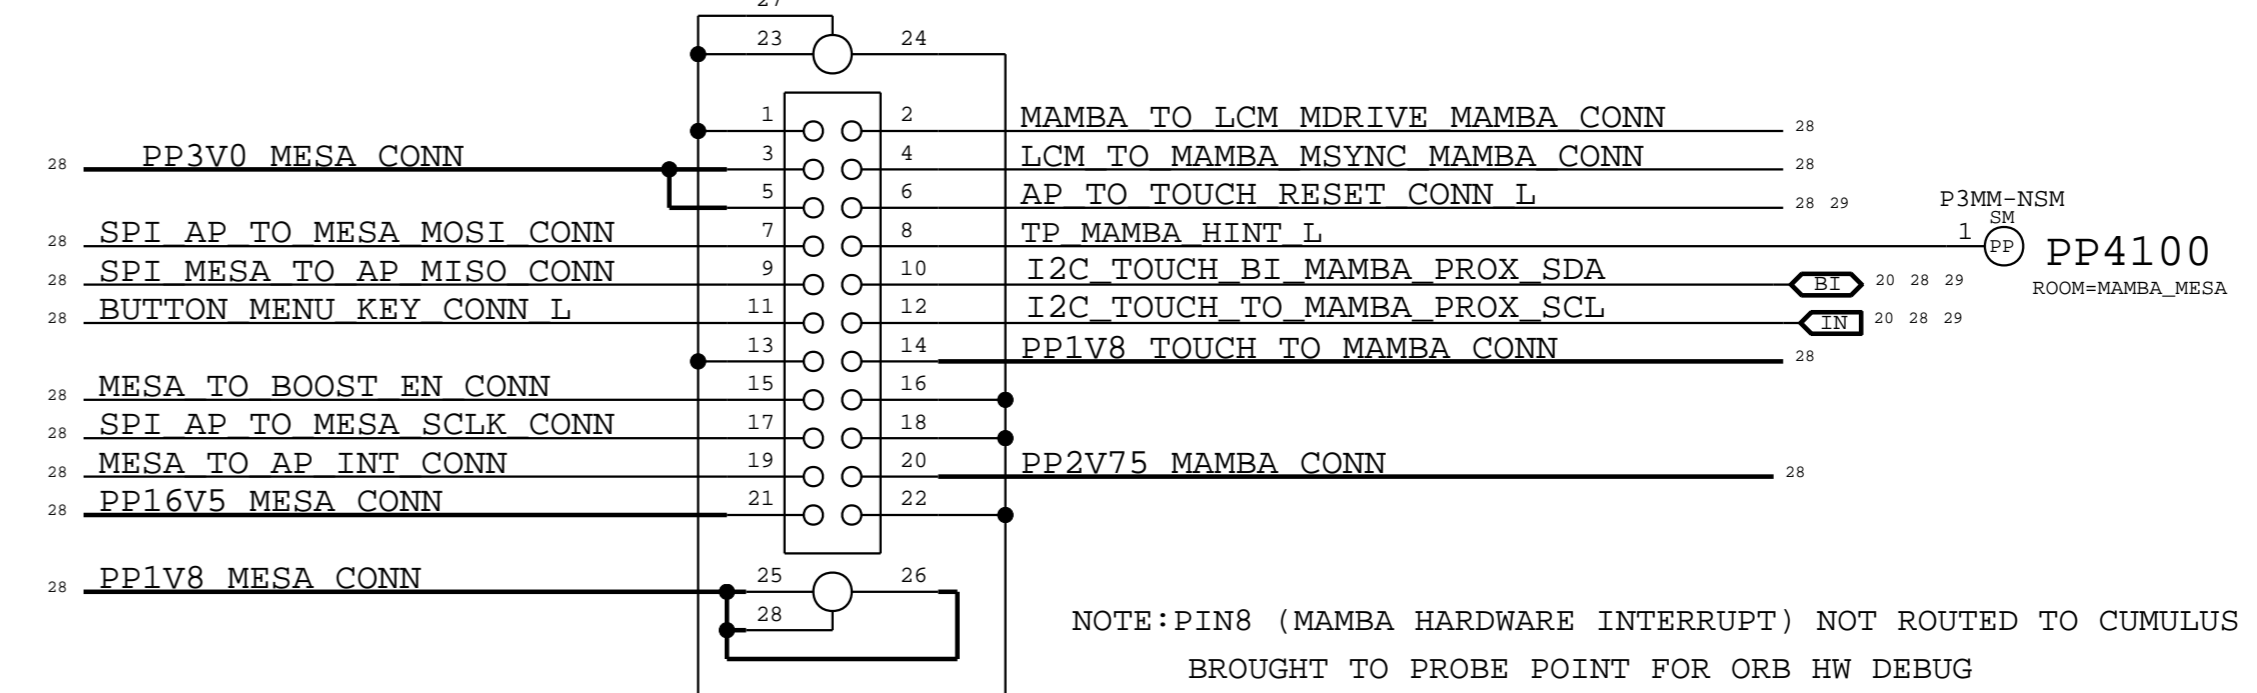 27
23 24
1 2 MAMBA_TO_LCM_MDRIVE_MAMBA_CONN 28
28 PP3V0_MESA_CONN 3 4 LCM_TO_MAMBA_MSYNC_MAMBA_CONN 28
5 6 AP_TO_TOUCH_RESET_CONN_L 28 29
P3MM-NSM
SM
28 SPI_AP_TO_MESA_MOSI_CONN 7 8 TP_MAMBA_HINT_L 1 PP PP4100
28 SPI_MESA_TO_AP_MISO_CONN 9 10 I2C_TOUCH_BI_MAMBA_PROX_SDA BI 20 28 29
ROOM=MAMBA_MESA
28 BUTTON_MENU_KEY_CONN_L 11 12 I2C_TOUCH_TO_MAMBA_PROX_SCL IN 20 28 29
13 14 PP1V8_TOUCH_TO_MAMBA_CONN 28
28 MESA_TO_BOOST_EN_CONN 15 16
28 SPI_AP_TO_MESA_SCLK_CONN 17 18
28 MESA_TO_AP_INT_CONN 19 20 PP2V75_MAMBA_CONN 28
28 PP16V5_MESA_CONN 21 22
28 PP1V8_MESA_CONN 25 26
28
NOTE:PIN8 (MAMBA HARDWARE INTERRUPT) NOT ROUTED TO CUMULUS
BROUGHT TO PROBE POINT FOR ORB HW DEBUG